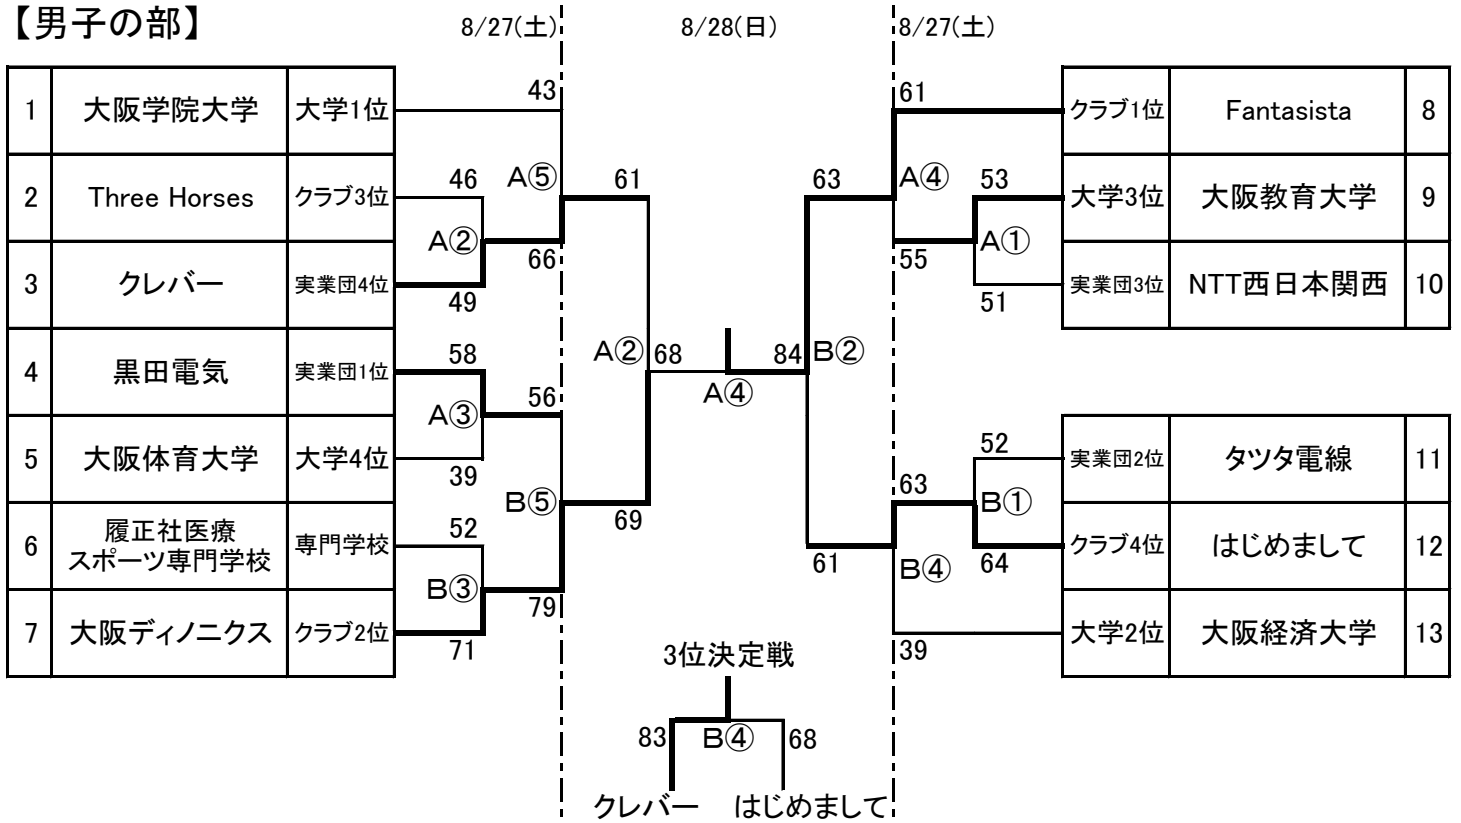 【男子の部】
8/27(土)
8/28(日)
8/27(土)
1 大阪学院大学 大学1位
2 Three Horses クラブ3位
3 クレバー 実業団4位
4 黒田電気 実業団1位
5 大阪体育大学 大学4位
6 履正社医療
スポーツ専門学校 専門学校
7 大阪ディノニクス クラブ2位
43
46
A⑤
61
A②
66
49
58
A②
68
56
A③
39
B⑤
52
69
B③
79
71
A④
84
B②
63
61
A④
53
A①
55
51
52
63
B①
61
B④
64
39
クラブ1位 Fantasista 8
大学3位 大阪教育大学 9
実業団3位 NTT西日本関西 10
実業団2位 タツタ電線 11
クラブ4位 はじめまして 12
大学2位 大阪経済大学 13
3位決定戦
83 B④ 68
クレバー はじめまして